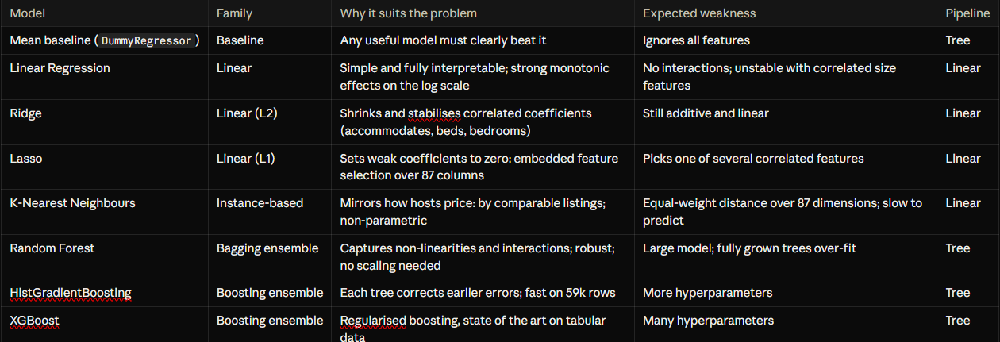 Model Family Why it suits the problem Expected weakness Pipeline
Mean baseline ( DummyRegressor ) Baseline Any useful model must clearly beat it Ignores all features Tree
Linear Regression Linear Simple and fully interpretable; strong monotonic No interactions; unstable with correlated size Linear
effects on the log scale features
Ridge Linear (L2) Shrinks and stabilises correlated coefficients Still additive and linear Linear
(accommodates, beds, bedrooms)
Lasso Linear (L1) Sets weak coefficients to zero: embedded feature Picks one of several correlated features Linear
selection over 87 columns
K-Nearest Neighbours Instance-based Mirrors how hosts price: by comparable listings; Equal-weight distance over 87 dimensions; slow to Linear
non-parametric predict
Random Forest Bagging ensemble Captures non-linearities and interactions; robust; Large model; fully grown trees over-fit Tree
no scaling needed
HistGradientBoosting Boosting ensemble Each tree corrects earlier errors; fast on 59k rows More hyperparameters Tree
XGBoost Boosting ensemble Regularised boosting, state of the art on tabular Many hyperparameters Tree
data